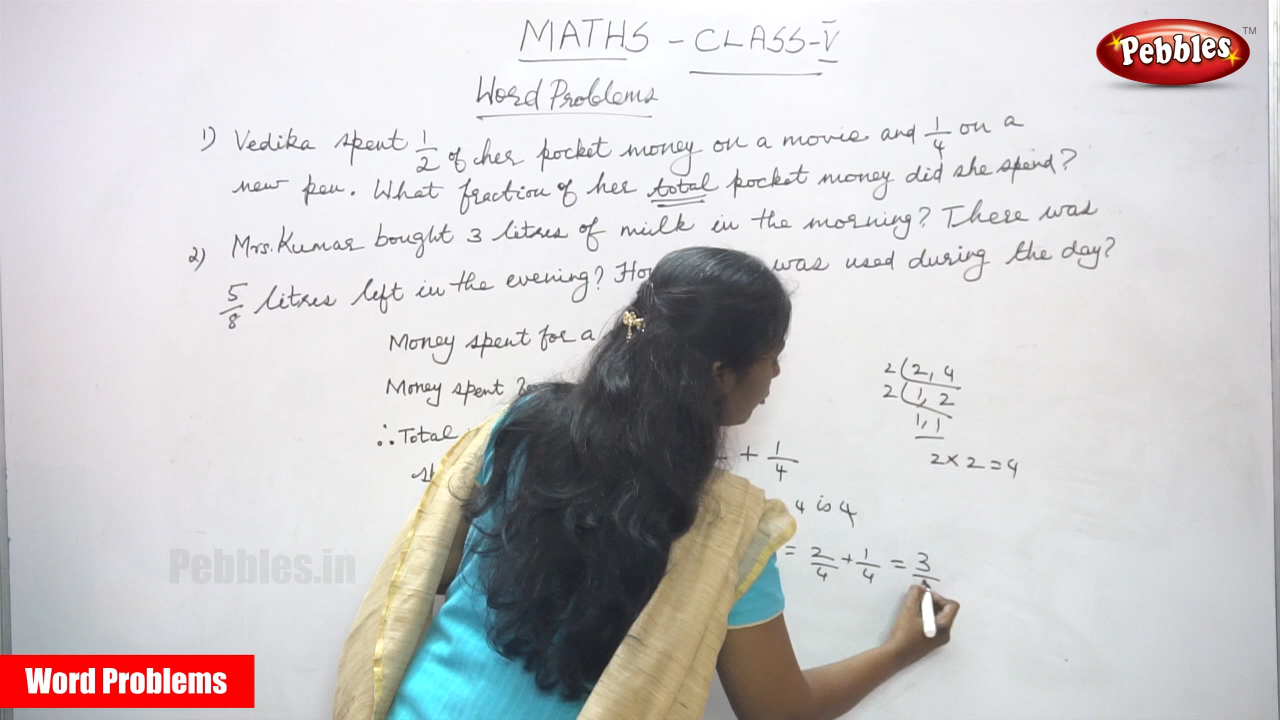 MATHS - CLASS-V
Pebbles TM
Word Problems
1) Vedika spent 1/2 of her pocket money on a movie and 1/4 on a
new pen. What fraction of her total pocket money did she spend?
2) Mrs. Kumar bought 3 litres of milk in the morning? There was
5/8 litres left in the evening? How was used during the day?
Money spent for a
Money spent
∴ Total
+ 1/4
4 is 4
= 2/4 + 1/4 = 3
2 ( 2, 4
2 ( 1, 2
1, 1
2 × 2 = 4
Pebbles.in
Word Problems